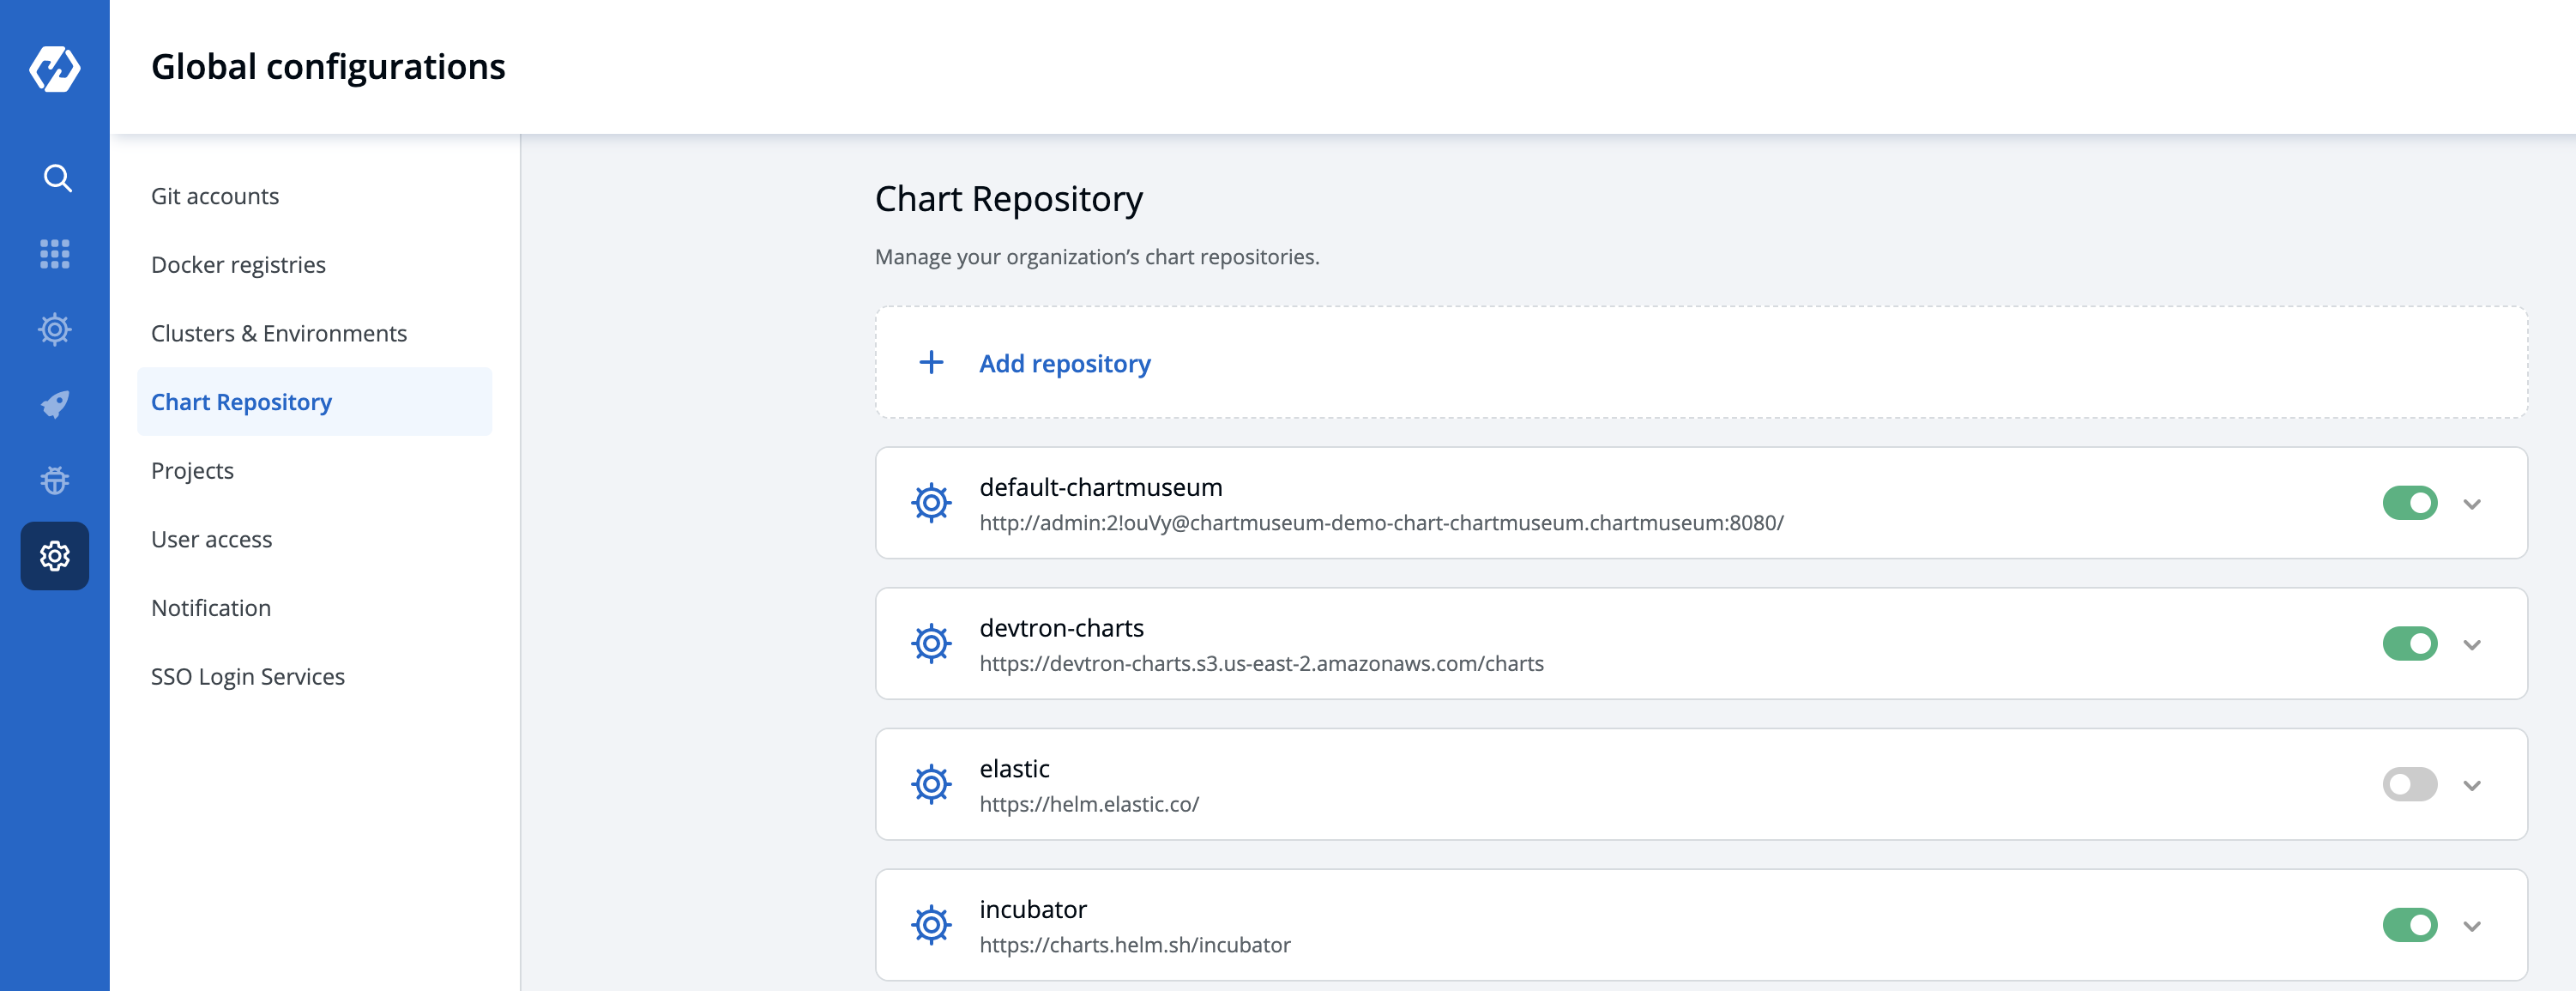 Global configurations
Git accounts
Docker registries
Clusters & Environments
Chart Repository
Projects
User access
Notification
SSO Login Services
Chart Repository
Manage your organization’s chart repositories.
Add repository
default-chartmuseum
http://admin:2!ouVy@chartmuseum-demo-chart-chartmuseum.chartmuseum:8080/
devtron-charts
https://devtron-charts.s3.us-east-2.amazonaws.com/charts
elastic
https://helm.elastic.co/
incubator
https://charts.helm.sh/incubator